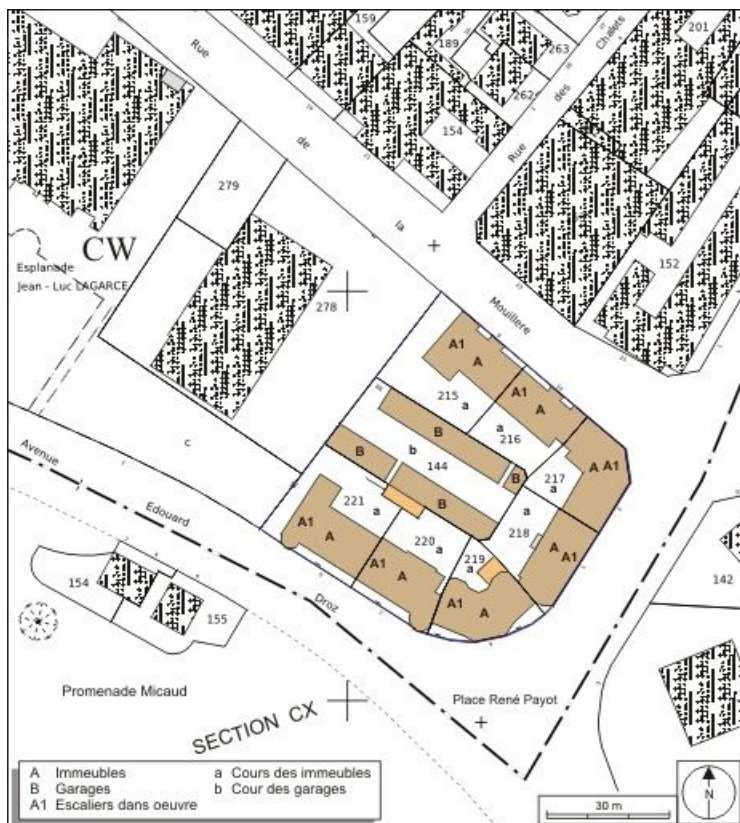 159
201
Rue
189
263
Chalets
262
des
154
de
Rue
279
la
CW
Esplanade
Jean - Luc LAGARCE
278
152
Mouillere
A1
A
A1
A
215
a
a
216
B
b
144
B
B
A
A1
217
a
c
Avenue
Edouard
Droz
221
a
B
a
218
A1
A
220
a
219
a
A
A1
A1
A
A1
A
154
155
142
Promenade Micaud
SECTION CX
Place René Payot
A Immeubles
B Garages
A1 Escaliers dans oeuvre
a Cours des immeubles
b Cour des garages
30 m
N